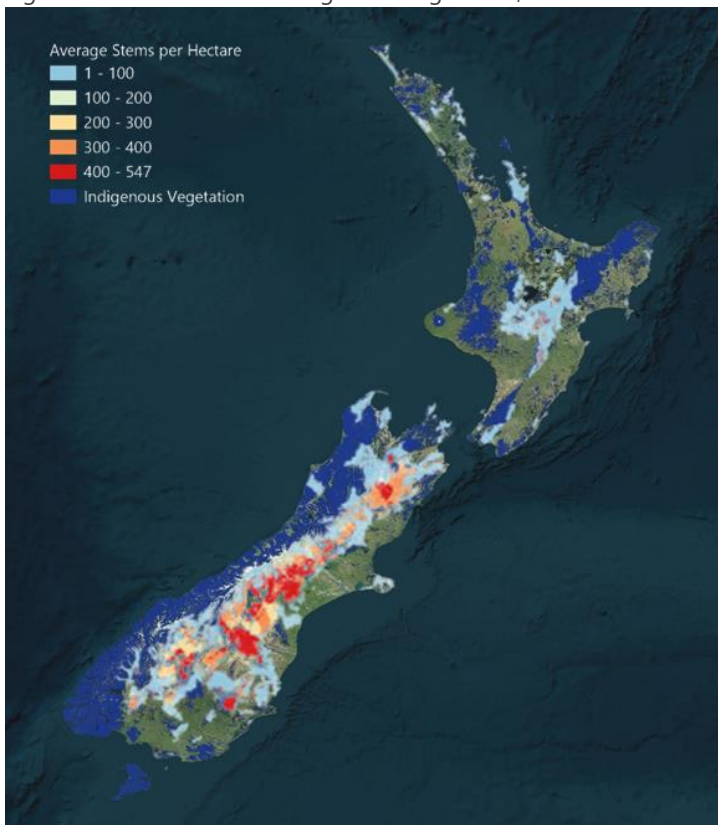 Average Stems per Hectare
1 - 100
100 - 200
200 - 300
300 - 400
400 - 547
Indigenous Vegetation